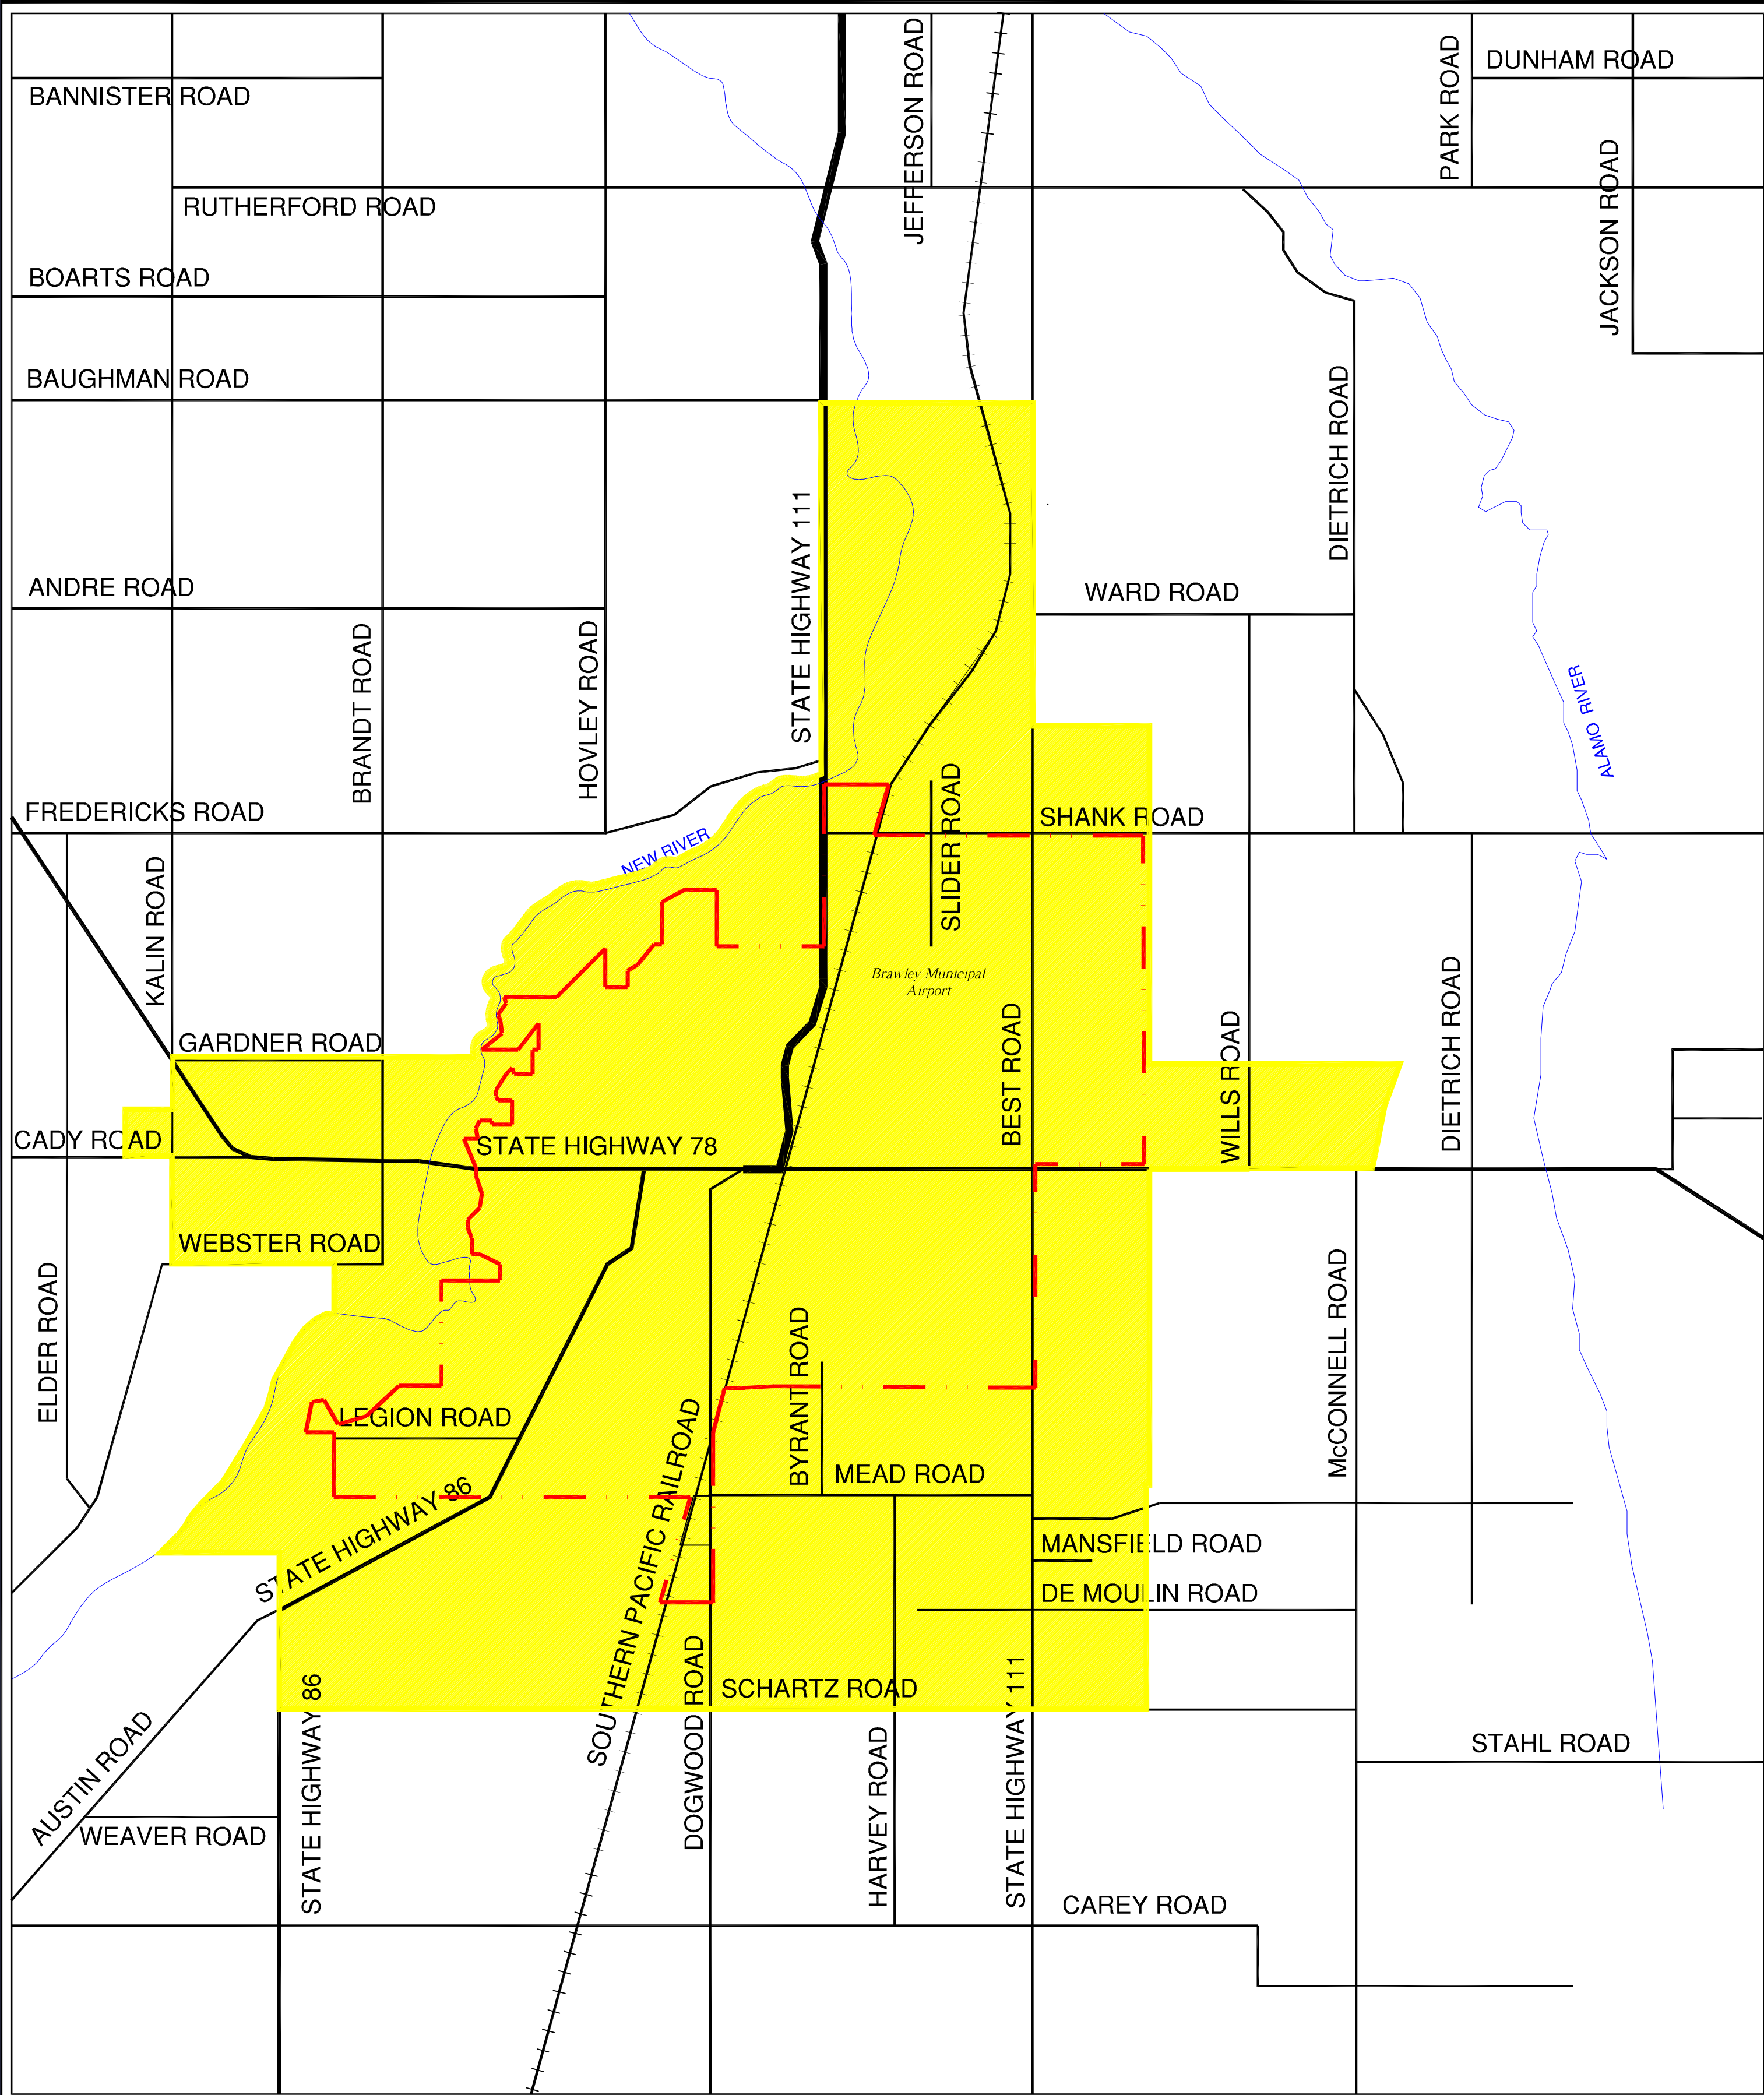 DUNHAM ROAD
BANNISTER ROAD
JEFFERSON ROAD
PARK ROAD
JACKSON ROAD
RUTHERFORD ROAD
BOARTS ROAD
BAUGHMAN ROAD
DIETRICH ROAD
STATE HIGHWAY 111
ANDRE ROAD
WARD ROAD
BRANDT ROAD
HOVLEY ROAD
ALAMO RIVER
FREDERICKS ROAD
SLIDER ROAD
SHANK ROAD
NEW RIVER
KALIN ROAD
Brawley Municipal
Airport
DIETRICH ROAD
GARDNER ROAD
BEST ROAD
WILLS ROAD
CADY ROAD
STATE HIGHWAY 78
WEBSTER ROAD
ELDER ROAD
BYRANT ROAD
McCONNELL ROAD
LEGION ROAD
MEAD ROAD
STATE HIGHWAY 86
SOUTHERN PACIFIC RAILROAD
MANSFIELD ROAD
DE MOULIN ROAD
SCHARTZ ROAD
STATE HIGHWAY 86
DOGWOOD ROAD
HARVEY ROAD
STATE HIGHWAY 111
STAHL ROAD
AUSTIN ROAD
WEAVER ROAD
CAREY ROAD